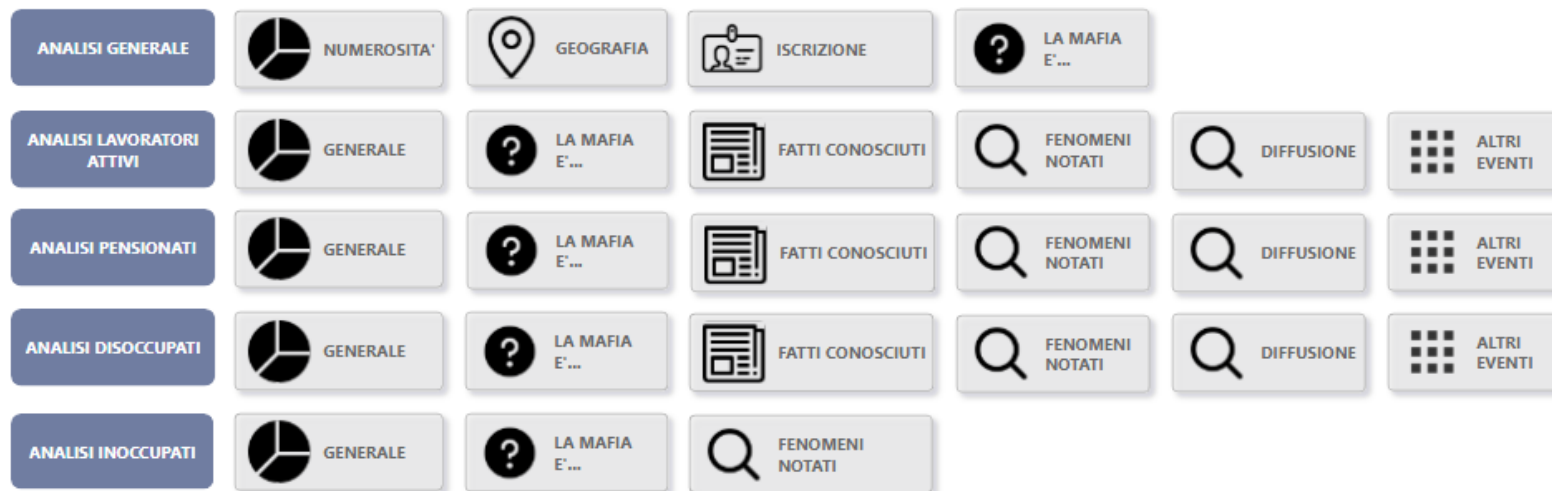 ANALISI GENERALE
NUMEROSITA'
GEOGRAFIA
ISCRIZIONE
LA MAFIA
E'...
ANALISI LAVORATORI
ATTIVI
GENERALE
LA MAFIA
E'...
FATTI CONOSCIUTI
FENOMENI
NOTATI
DIFFUSIONE
ALTRI
EVENTI
ANALISI PENSIONATI
GENERALE
LA MAFIA
E'...
FATTI CONOSCIUTI
FENOMENI
NOTATI
DIFFUSIONE
ALTRI
EVENTI
ANALISI DISOCCUPATI
GENERALE
LA MAFIA
E'...
FATTI CONOSCIUTI
FENOMENI
NOTATI
DIFFUSIONE
ALTRI
EVENTI
ANALISI INOCCUPATI
GENERALE
LA MAFIA
E'...
FENOMENI
NOTATI